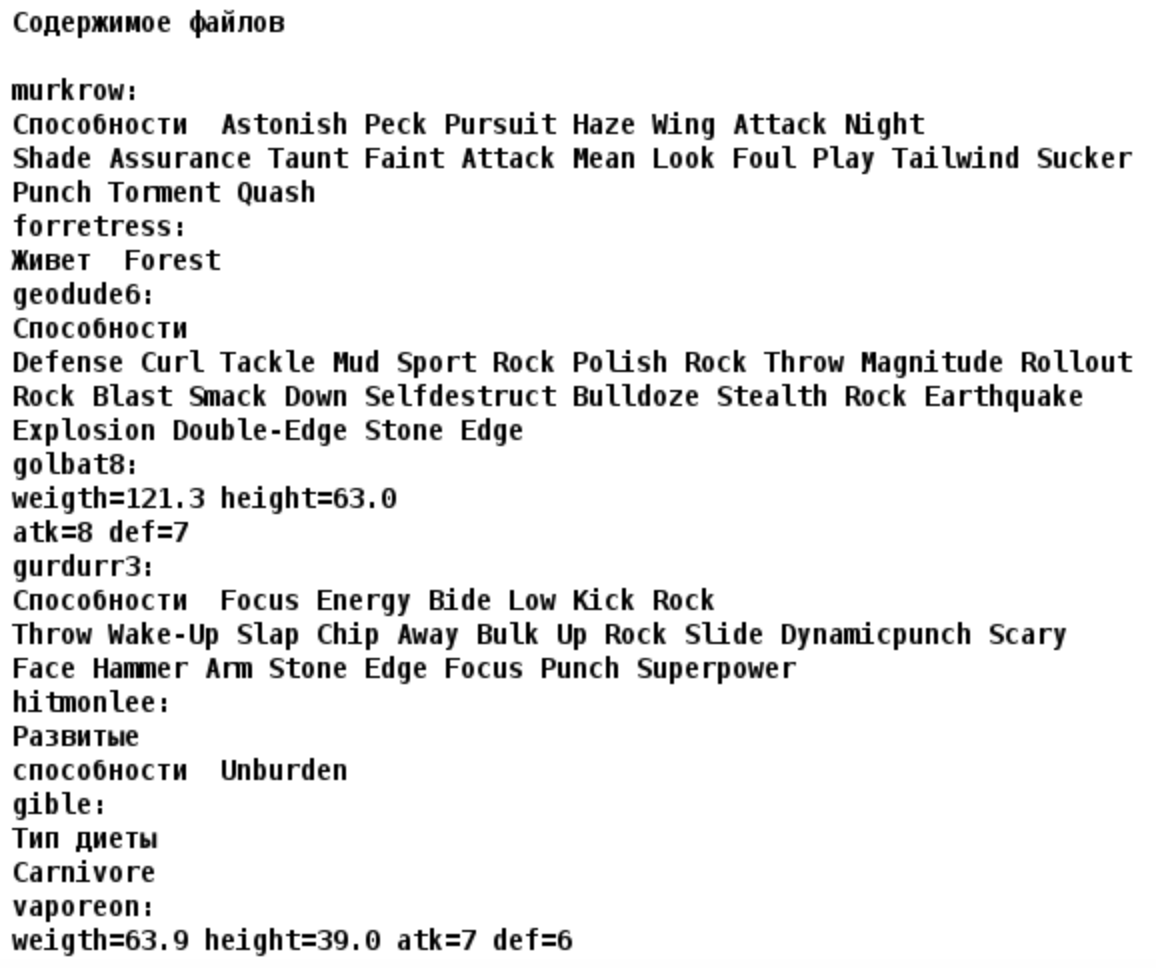 Содержимое файлов
murkrow:
Способности  Astonish Peck Pursuit Haze Wing Attack Night
Shade Assurance Taunt Faint Attack Mean Look Foul Play Tailwind Sucker
Punch Torment Quash
forretress:
Живет  Forest
geodude6:
Способности
Defense Curl Tackle Mud Sport Rock Polish Rock Throw Magnitude Rollout
Rock Blast Smack Down Selfdestruct Bulldoze Stealth Rock Earthquake
Explosion Double-Edge Stone Edge
golbat8:
weigth=121.3 height=63.0
atk=8 def=7
gurdurr3:
Способности  Focus Energy Bide Low Kick Rock
Throw Wake-Up Slap Chip Away Bulk Up Rock Slide Dynamicpunch Scary
Face Hammer Arm Stone Edge Focus Punch Superpower
hitmonlee:
Развитые
способности  Unburden
gible:
Тип диеты
Carnivore
vaporeon:
weigth=63.9 height=39.0 atk=7 def=6